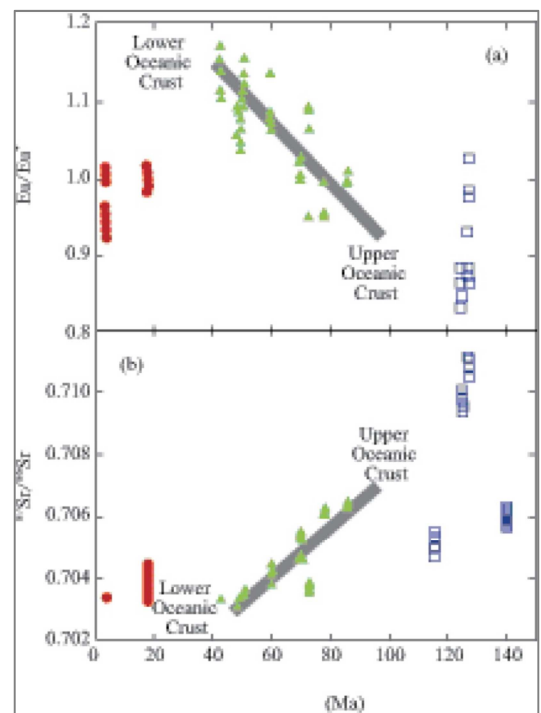 1.2
Lower
Oceanic
Crust
(a)
1.1
Eu/Eu*
1.0
0.9
Upper
Oceanic
Crust
0.8
(b)
0.710
0.708
Upper
Oceanic
Crust
⁸⁷Sr/⁸⁶Sr
0.706
0.704
Lower
Oceanic
Crust
0.702
0 20 40 60 80 100 120 140
(Ma)